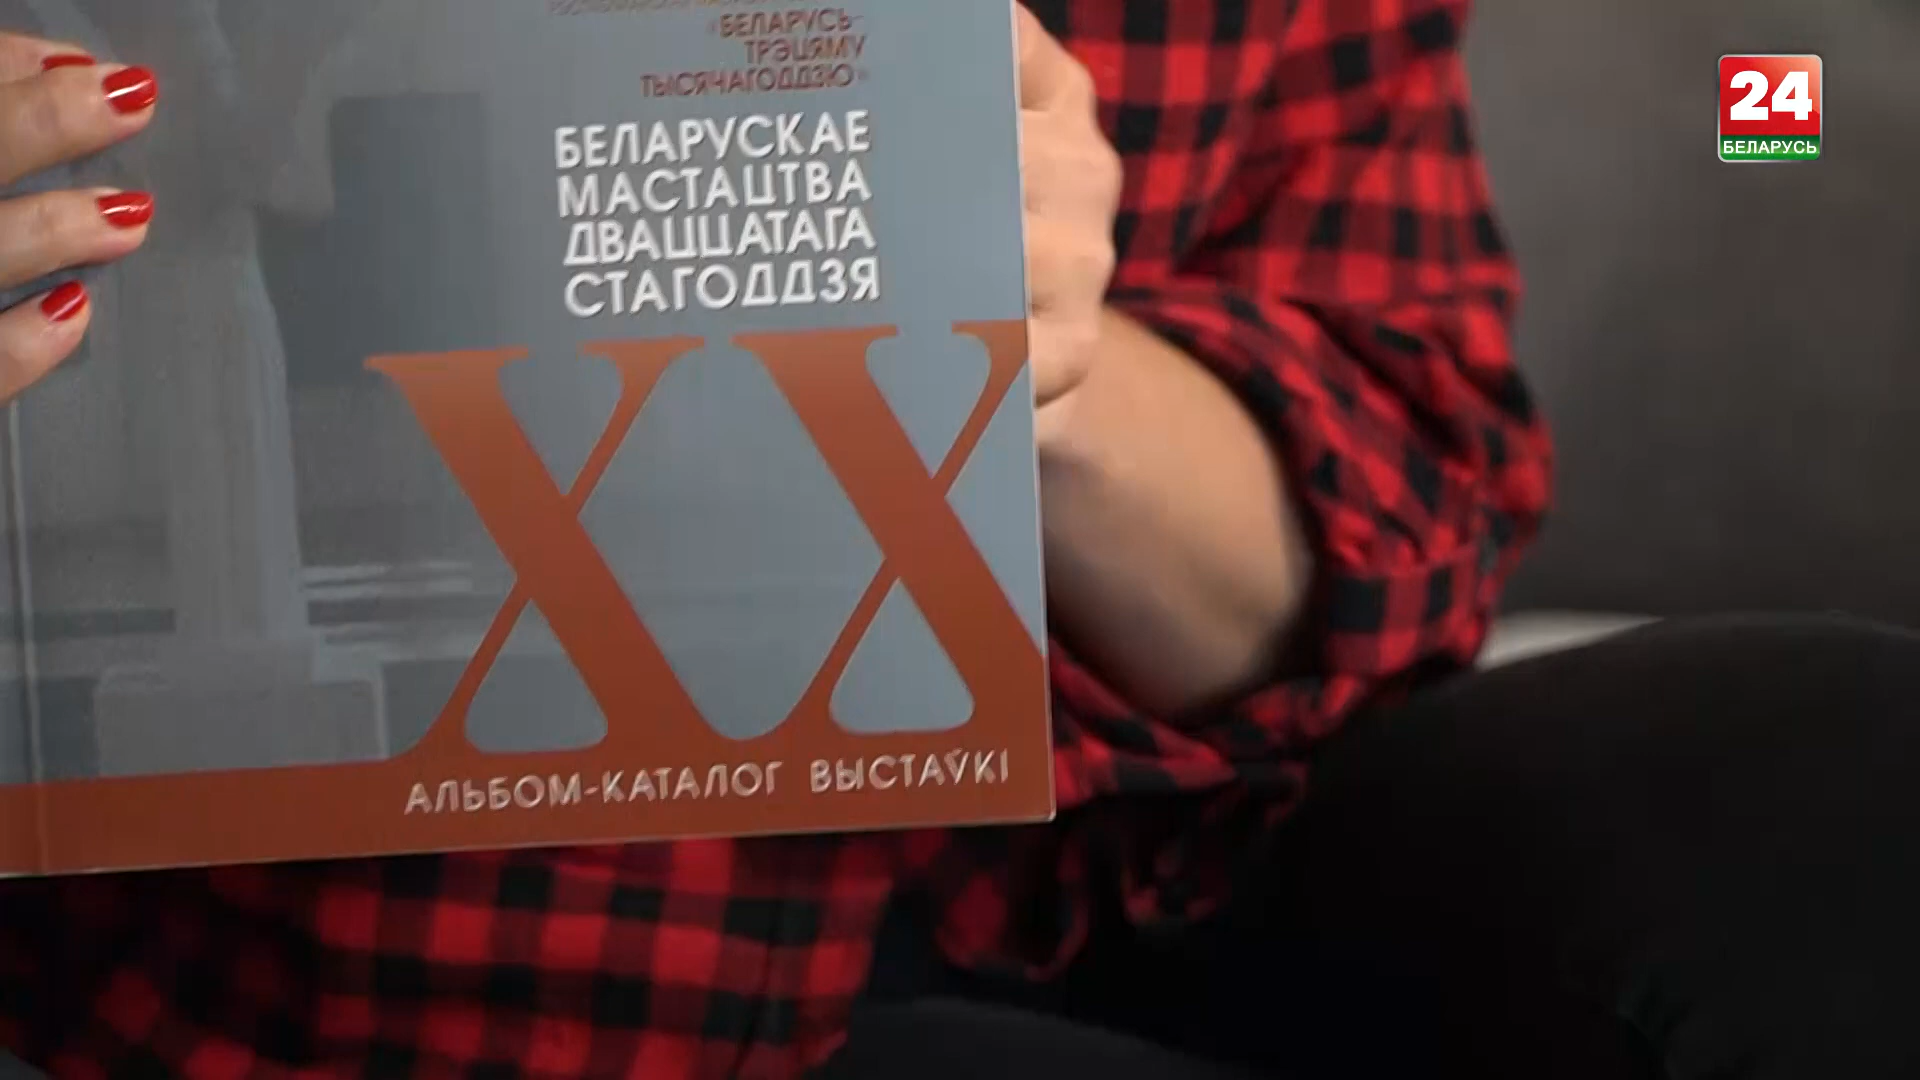 «БЕЛАРУСЬ-
ТРЭЦЯМУ
ТЫСЯЧАГОДДЗЮ»
БЕЛАРУСКАЕ
МАСТАЦТВА
ДВАЦЦАТАГА
СТАГОДДЗЯ
XX
АЛЬБОМ-КАТАЛОГ ВЫСТАЎКІ
24
БЕЛАРУСЬ